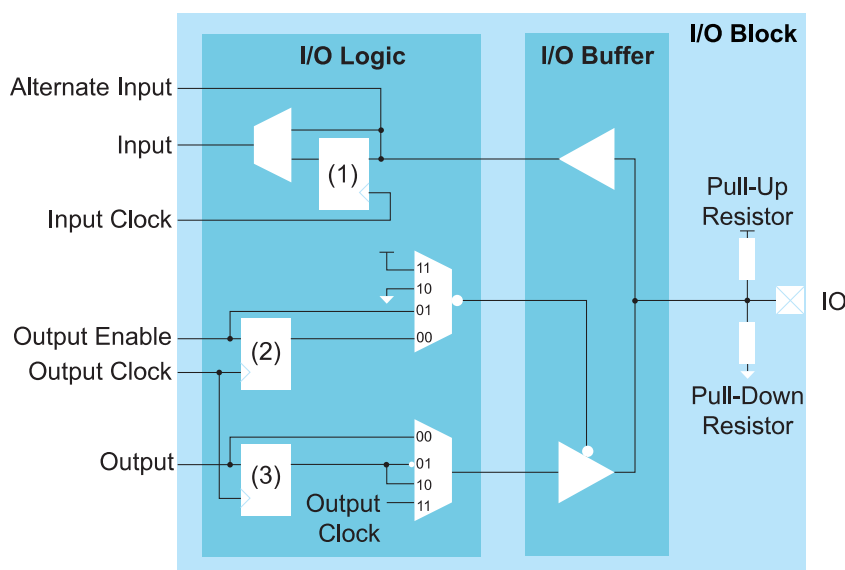 I/O Block
I/O Logic
I/O Buffer
Alternate Input
Input
(1)
Input Clock
Pull-Up
Resistor
11
10
01
00
IO
Output Enable
(2)
Output Clock
Pull-Down
Resistor
00
Output
(3)
01
10
11
Output
Clock